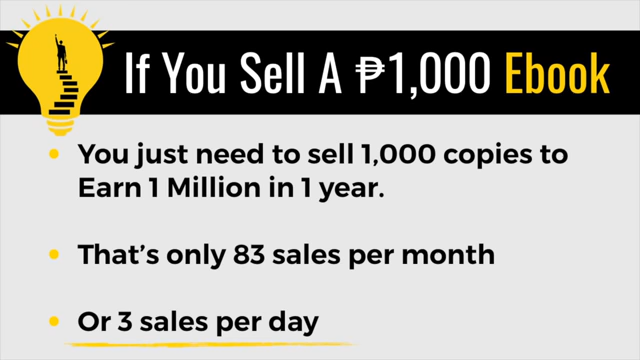 If You Sell A ₱1,000 Ebook
You just need to sell 1,000 copies to
Earn 1 Million in 1 year.
That's only 83 sales per month
Or 3 sales per day